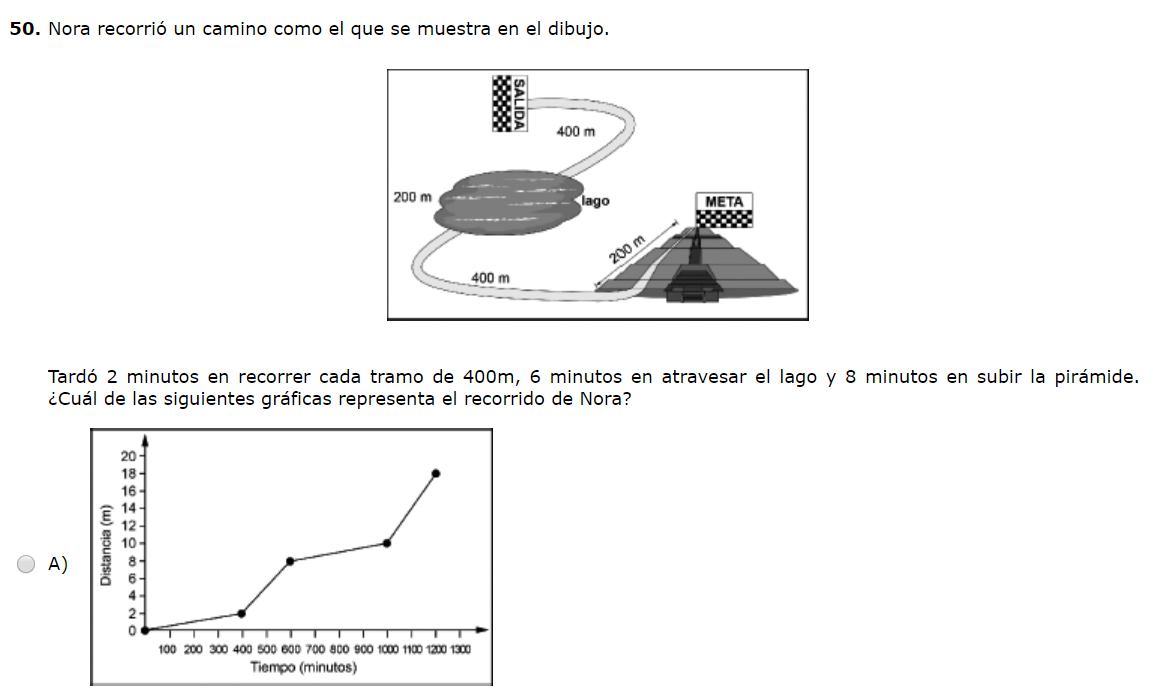 50. Nora recorrió un camino como el que se muestra en el dibujo.
SALIDA
400 m
200 m
lago
META
200 m
400 m
Tardó 2 minutos en recorrer cada tramo de 400m, 6 minutos en atravesar el lago y 8 minutos en subir la pirámide.
¿Cuál de las siguientes gráficas representa el recorrido de Nora?
A)
Distancia (m)
20
18
16
14
12
10
8
6
4
2
0
100 200 300 400 500 600 700 800 900 1000 1100 1200 1300
Tiempo (minutos)